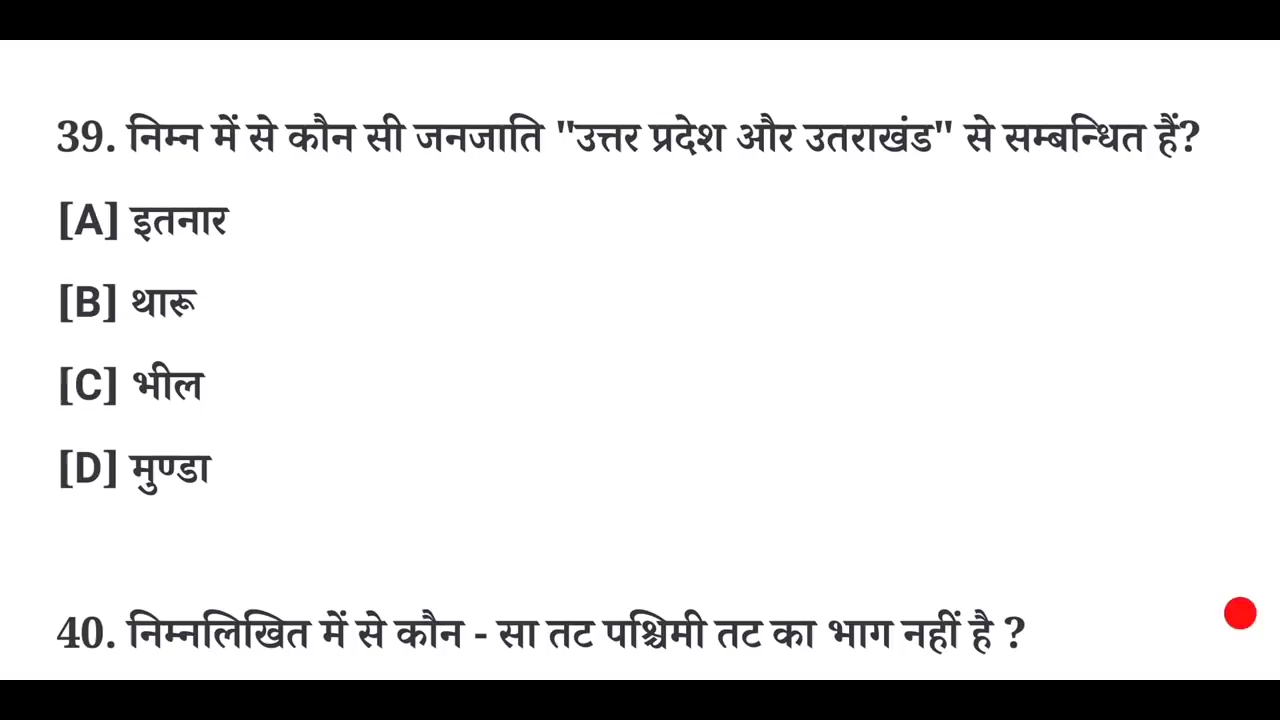 39. निम्न में से कौन सी जनजाति "उत्तर प्रदेश और उतराखंड" से सम्बन्धित हैं?
[A] इतनार
[B] थारू
[C] भील
[D] मुण्डा
40. निम्नलिखित में से कौन - सा तट पश्चिमी तट का भाग नहीं है ?